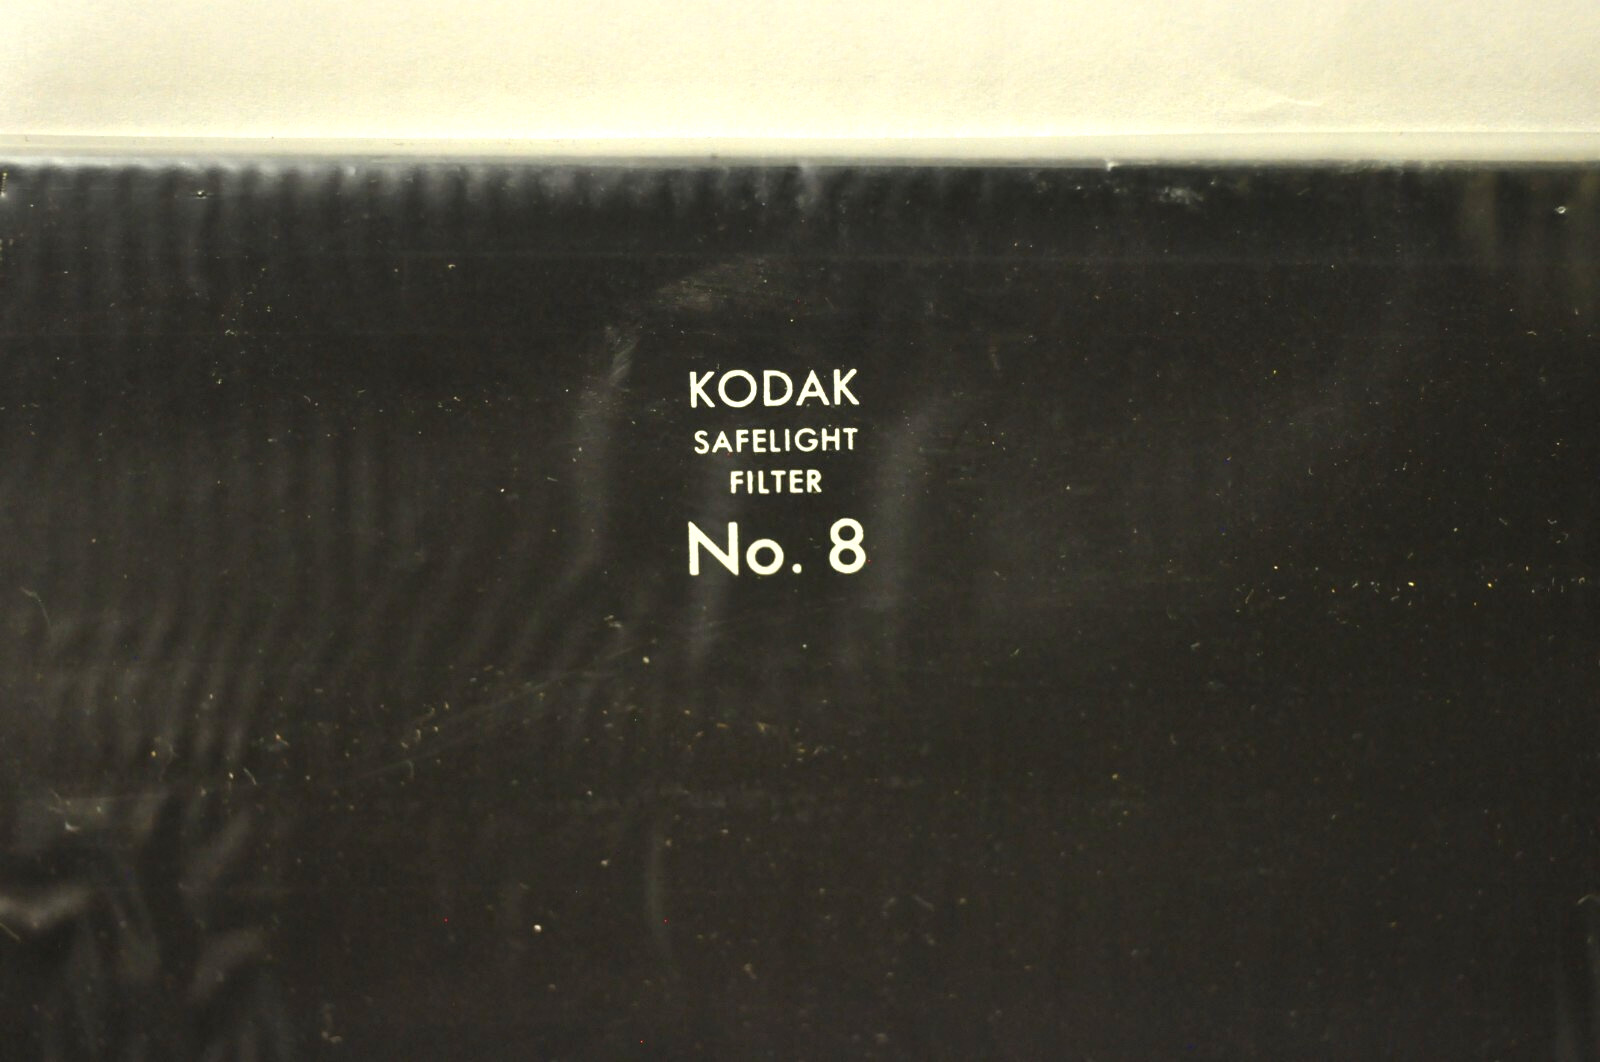 KODAK
SAFELIGHT
FILTER
No. 8